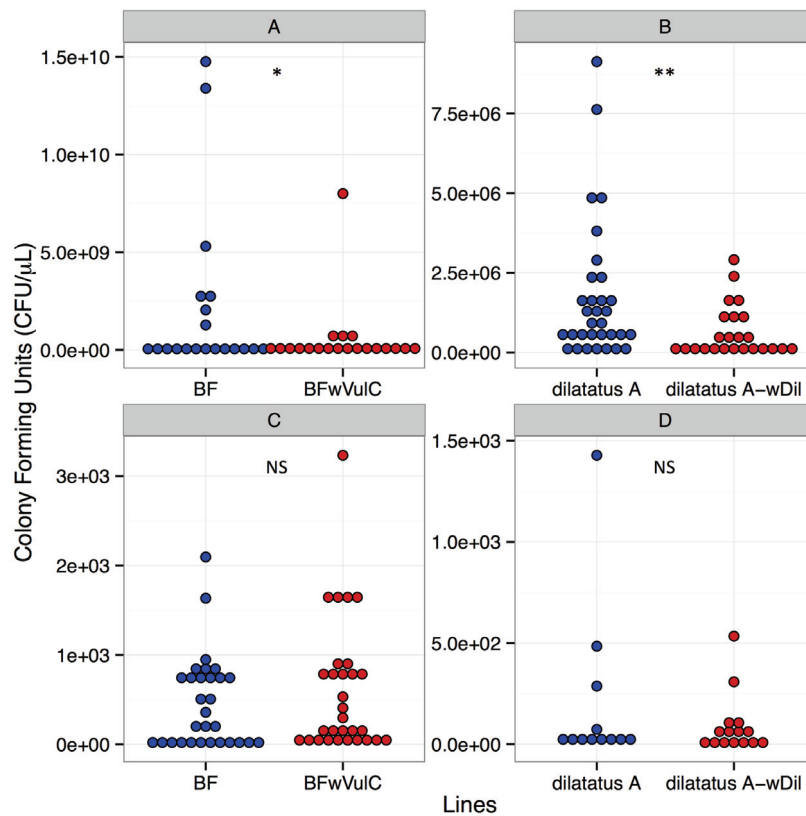 A
B
1.5e+10
1.0e+10
5.0e+09
0.0e+00
*
7.5e+06
5.0e+06
2.5e+06
0.0e+00
**
BF
BFwVulC
dilatatus A
dilatatus A−wDil
C
D
3e+03
2e+03
1e+03
0e+00
NS
1.5e+03
1.0e+03
5.0e+02
0.0e+00
NS
BF
BFwVulC
dilatatus A
dilatatus A−wDil
Colony Forming Units (CFU/μL)
Lines